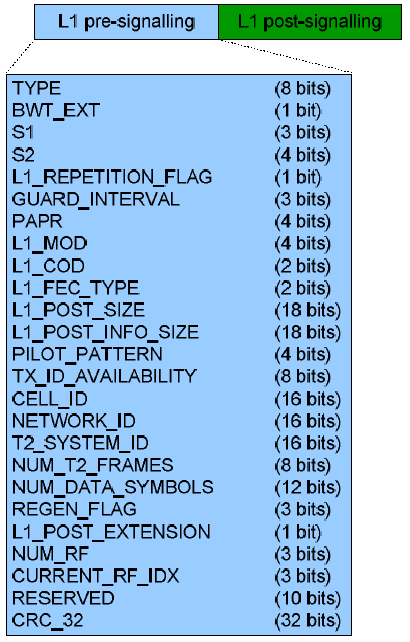 L1 pre-signalling L1 post-signalling
TYPE (8 bits)
BWT_EXT (1 bit)
S1 (3 bits)
S2 (4 bits)
L1_REPETITION_FLAG (1 bit)
GUARD_INTERVAL (3 bits)
PAPR (4 bits)
L1_MOD (4 bits)
L1_COD (2 bits)
L1_FEC_TYPE (2 bits)
L1_POST_SIZE (18 bits)
L1_POST_INFO_SIZE (18 bits)
PILOT_PATTERN (4 bits)
TX_ID_AVAILABILITY (8 bits)
CELL_ID (16 bits)
NETWORK_ID (16 bits)
T2_SYSTEM_ID (16 bits)
NUM_T2_FRAMES (8 bits)
NUM_DATA_SYMBOLS (12 bits)
REGEN_FLAG (3 bits)
L1_POST_EXTENSION (1 bit)
NUM_RF (3 bits)
CURRENT_RF_IDX (3 bits)
RESERVED (10 bits)
CRC_32 (32 bits)